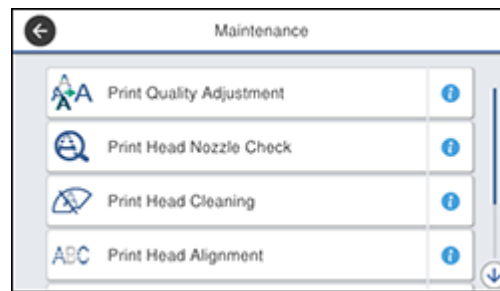 Maintenance
Print Quality Adjustment
Print Head Nozzle Check
Print Head Cleaning
ABC Print Head Alignment